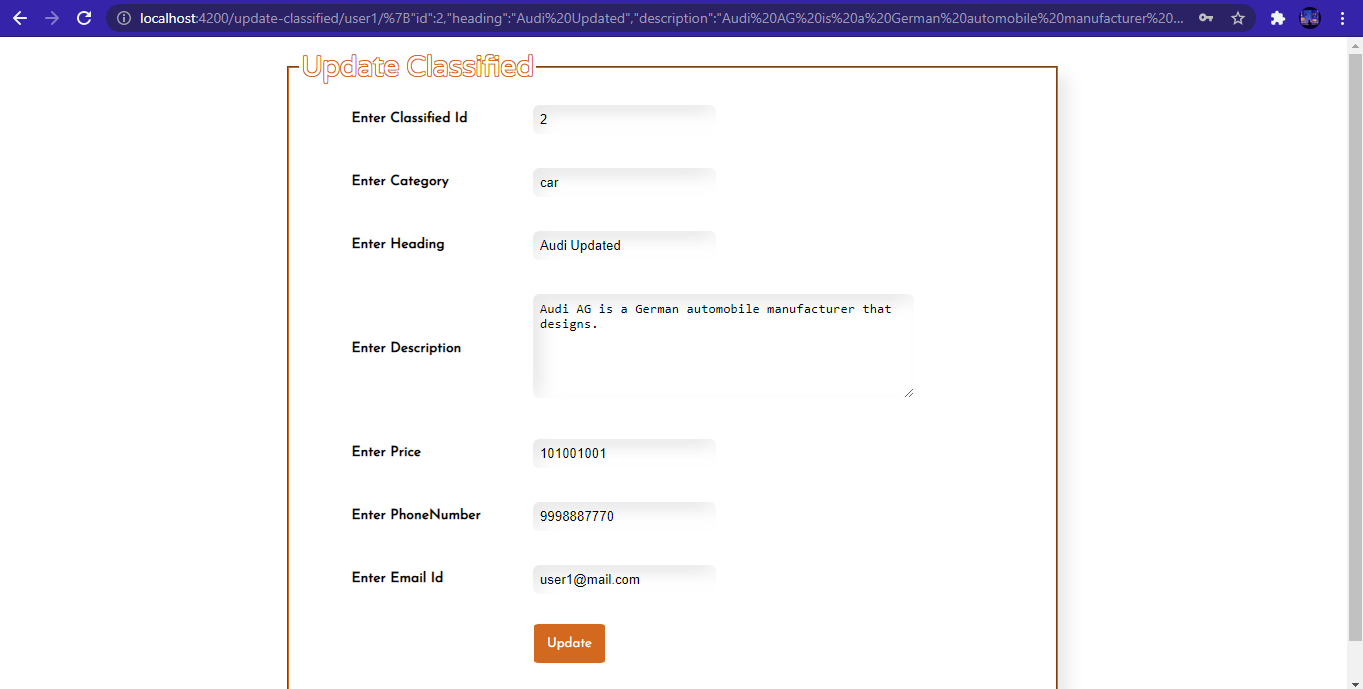 localhost:4200/update-classified/user1/%7B"id":2,"heading":"Audi%20Updated","description":"Audi%20AG%20is%20a%20German%20automobile%20manufacturer%20...
Update Classified
Enter Classified Id 2
Enter Category car
Enter Heading Audi Updated
Enter Description Audi AG is a German automobile manufacturer that
designs.
Enter Price 101001001
Enter PhoneNumber 9998887770
Enter Email Id user1@mail.com
Update